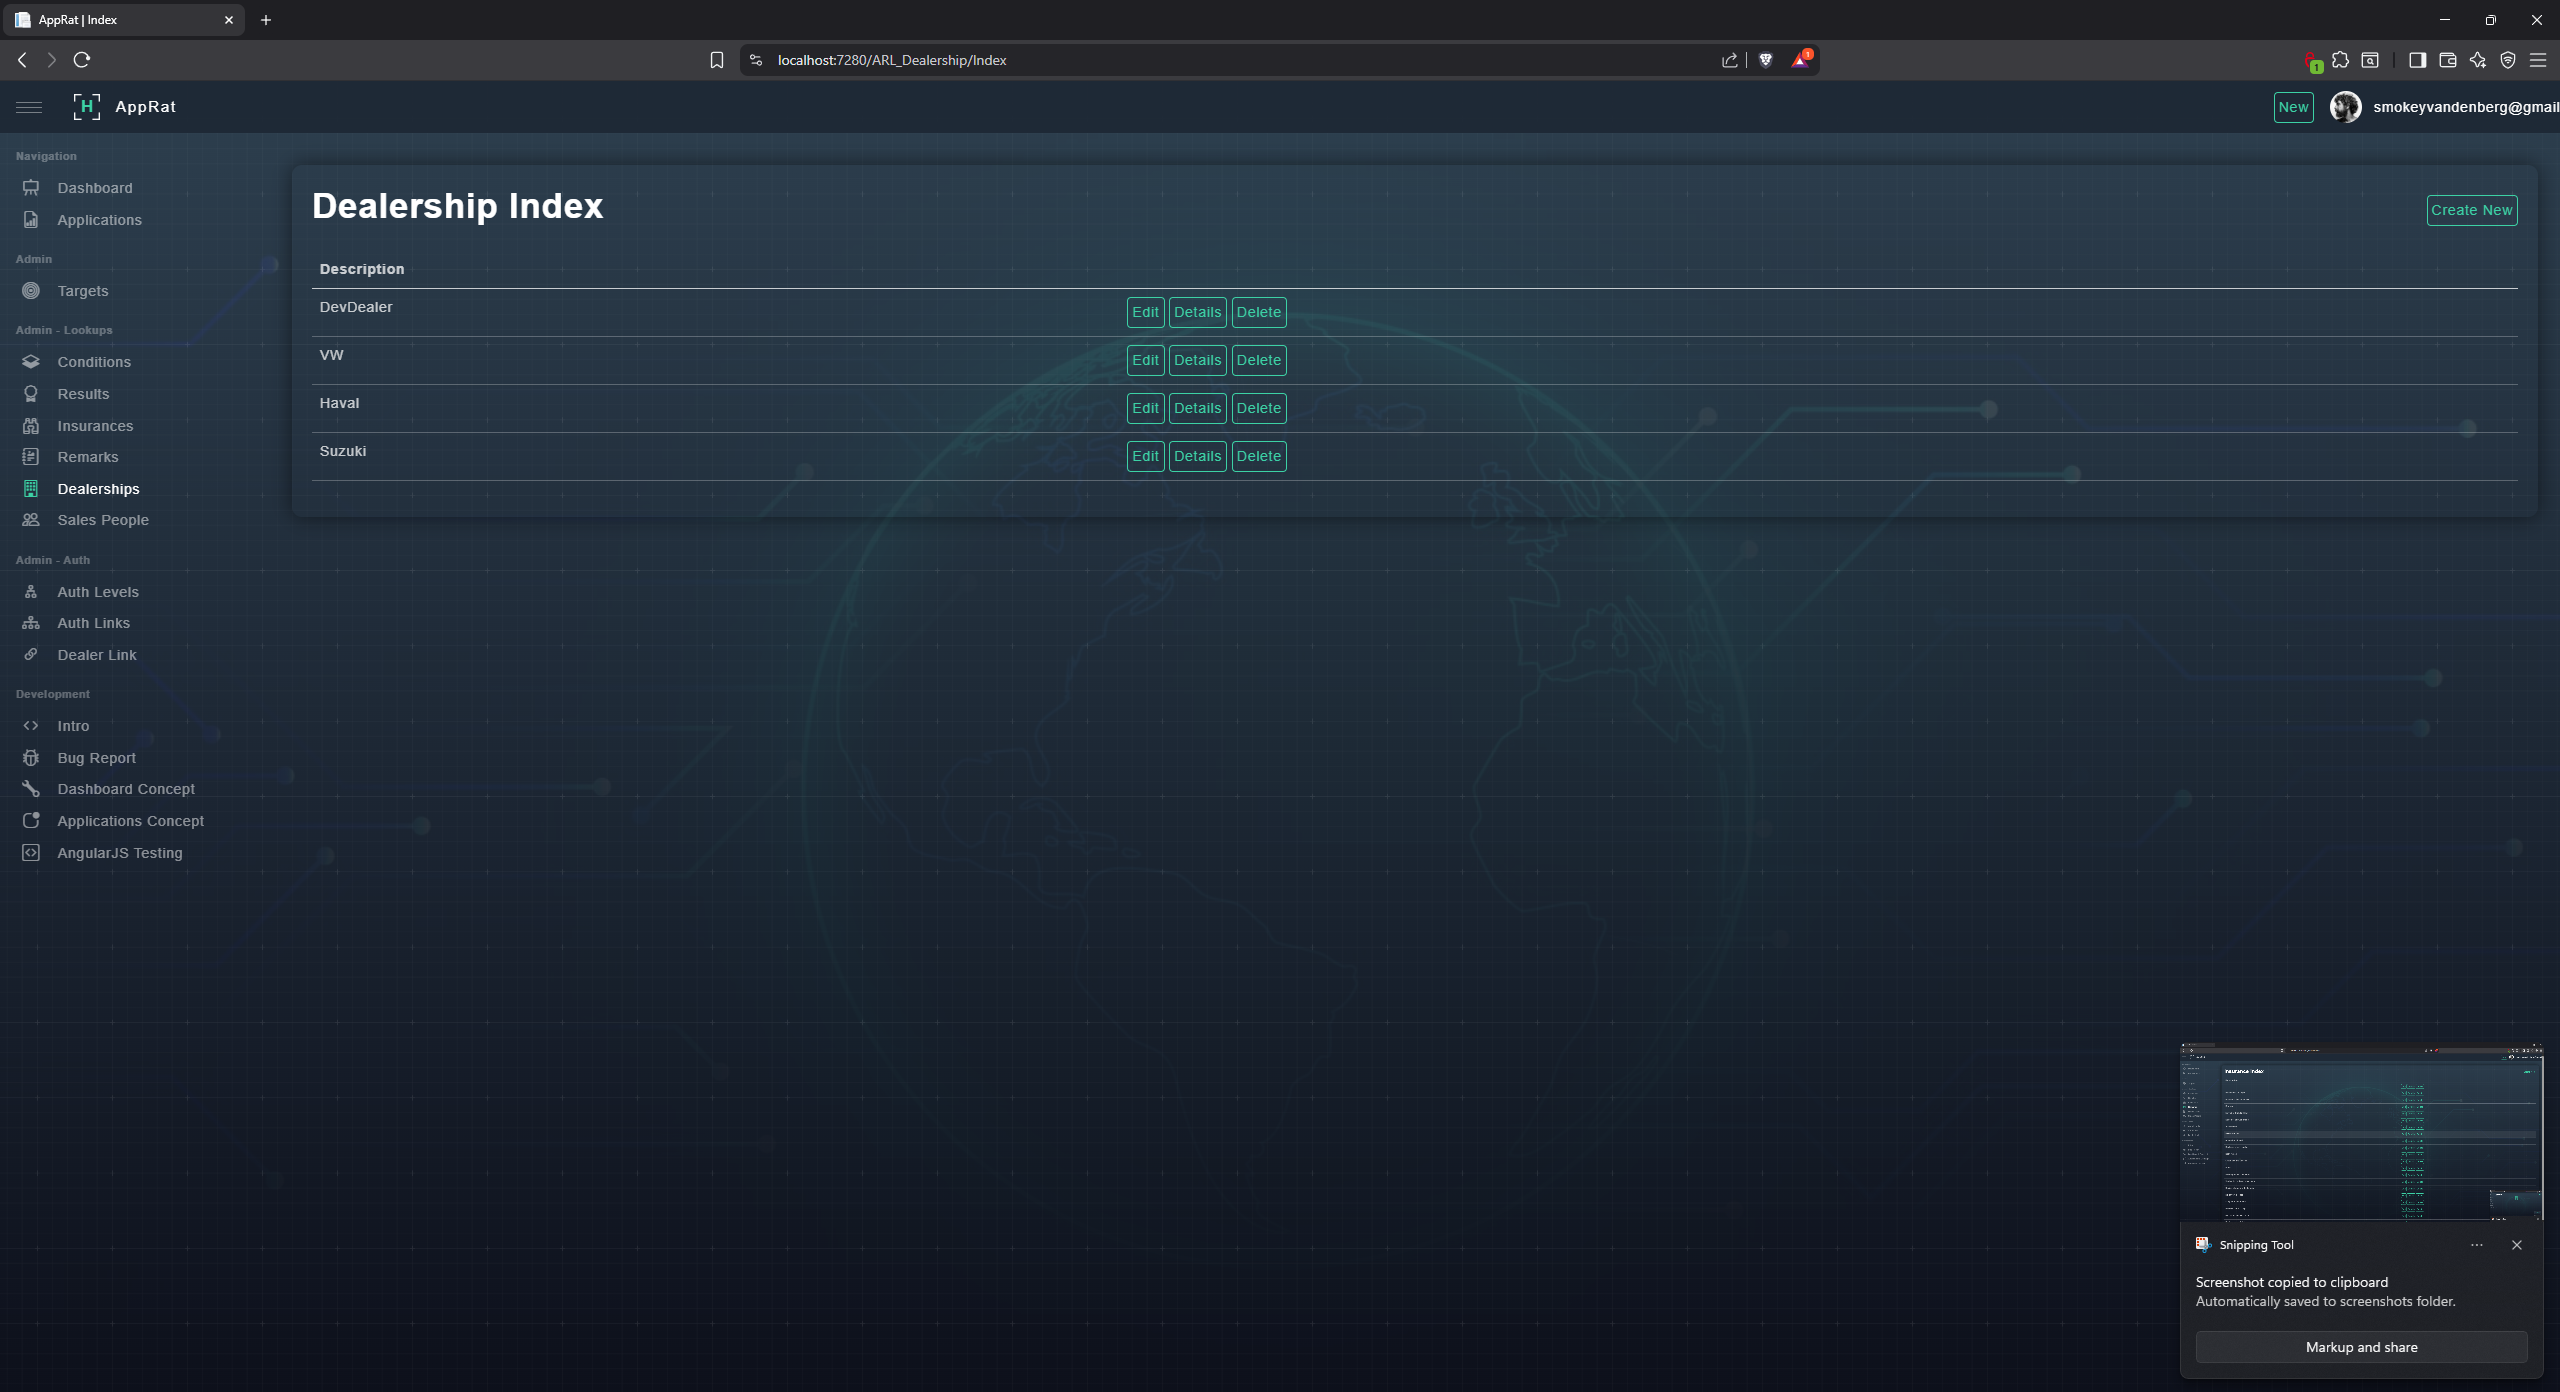 AppRat | Index
localhost:7280/ARL_Dealership/Index
1
1
H
AppRat
New
smokeyvandenberg@gmail
Navigation
Dashboard
Applications
Admin
Targets
Admin - Lookups
Conditions
Results
Insurances
Remarks
Dealerships
Sales People
Admin - Auth
Auth Levels
Auth Links
Dealer Link
Development
Intro
Bug Report
Dashboard Concept
Applications Concept
AngularJS Testing
Dealership Index
Create New
Description
DevDealer Edit Details Delete
VW Edit Details Delete
Haval Edit Details Delete
Suzuki Edit Details Delete
Insurance Index
Snipping Tool
Screenshot copied to clipboard
Automatically saved to screenshots folder.
Markup and share